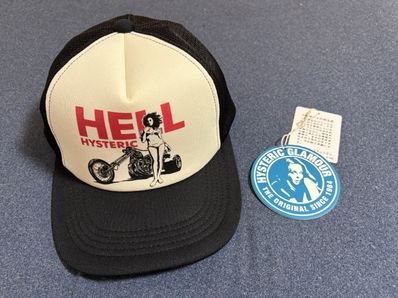 HELL
HYSTERIC
HYSTERIC GLAMOUR
THE ORIGINAL SINCE 1984